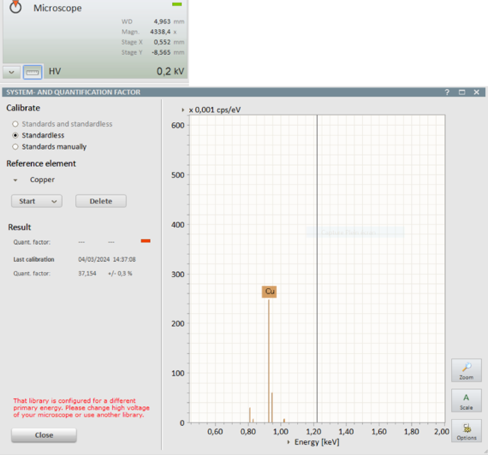 Microscope
WD 4,963 mm
Magn. 4338,4 x
Stage X 0,552 mm
Stage Y -8,565 mm
HV 0,2 kV
SYSTEM- AND QUANTIFICATION FACTOR ?
Calibrate
Standards and standardless
Standardless
Standards manually
Reference element
Copper
Start Delete
Result
Quant. factor: --- ---
Last calibration 04/03/2024 14:37:08
Quant. factor: 37,154 +/- 0,3 %
That library is configured for a different
primary energy. Please change high voltage
of your microscope or use another library.
Close
x 0,001 cps/eV
600
500
400
300
200
100
0
Cu
0,60 0,80 1,00 1,20 1,40 1,60 1,80 2,00
Energy [keV]
Zoom
A
Scale
Options